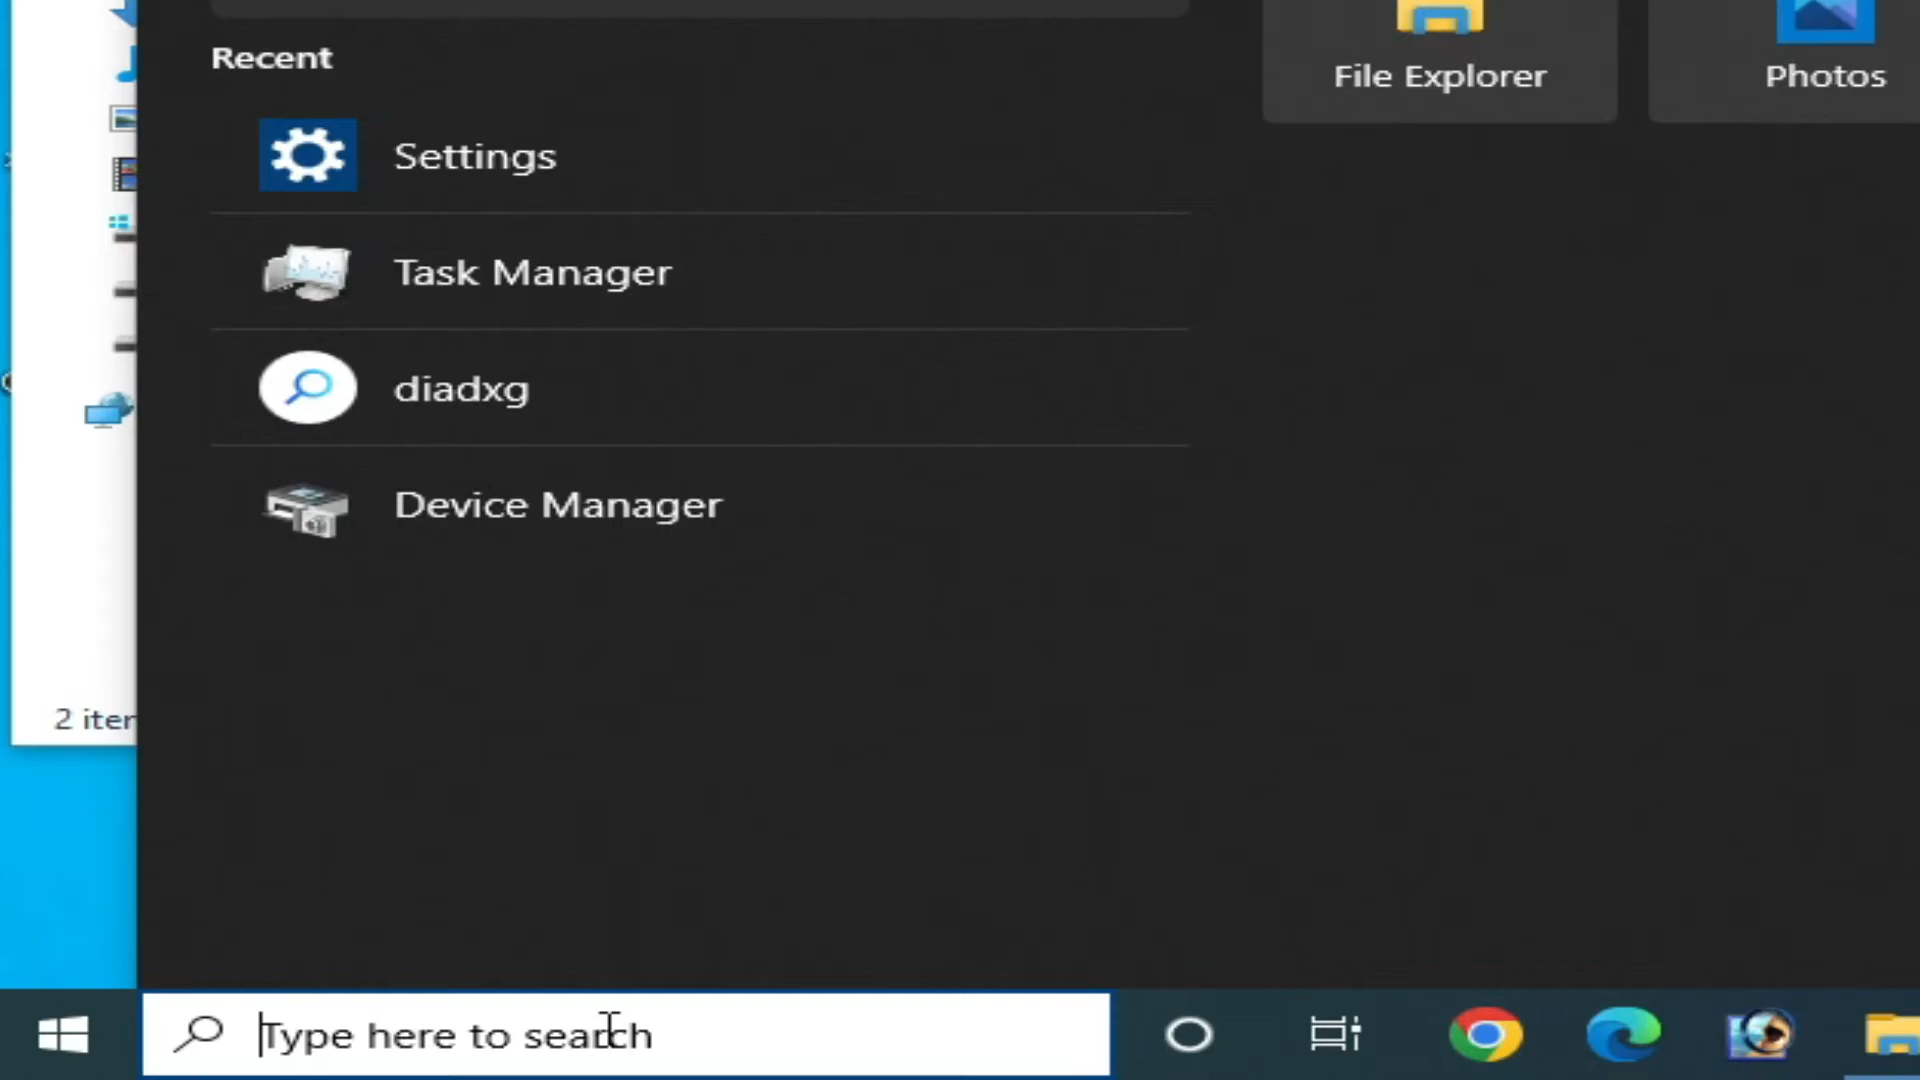 Recent
File Explorer
Photos
Settings
Task Manager
diadxg
Device Manager
2 iter
Type here to search